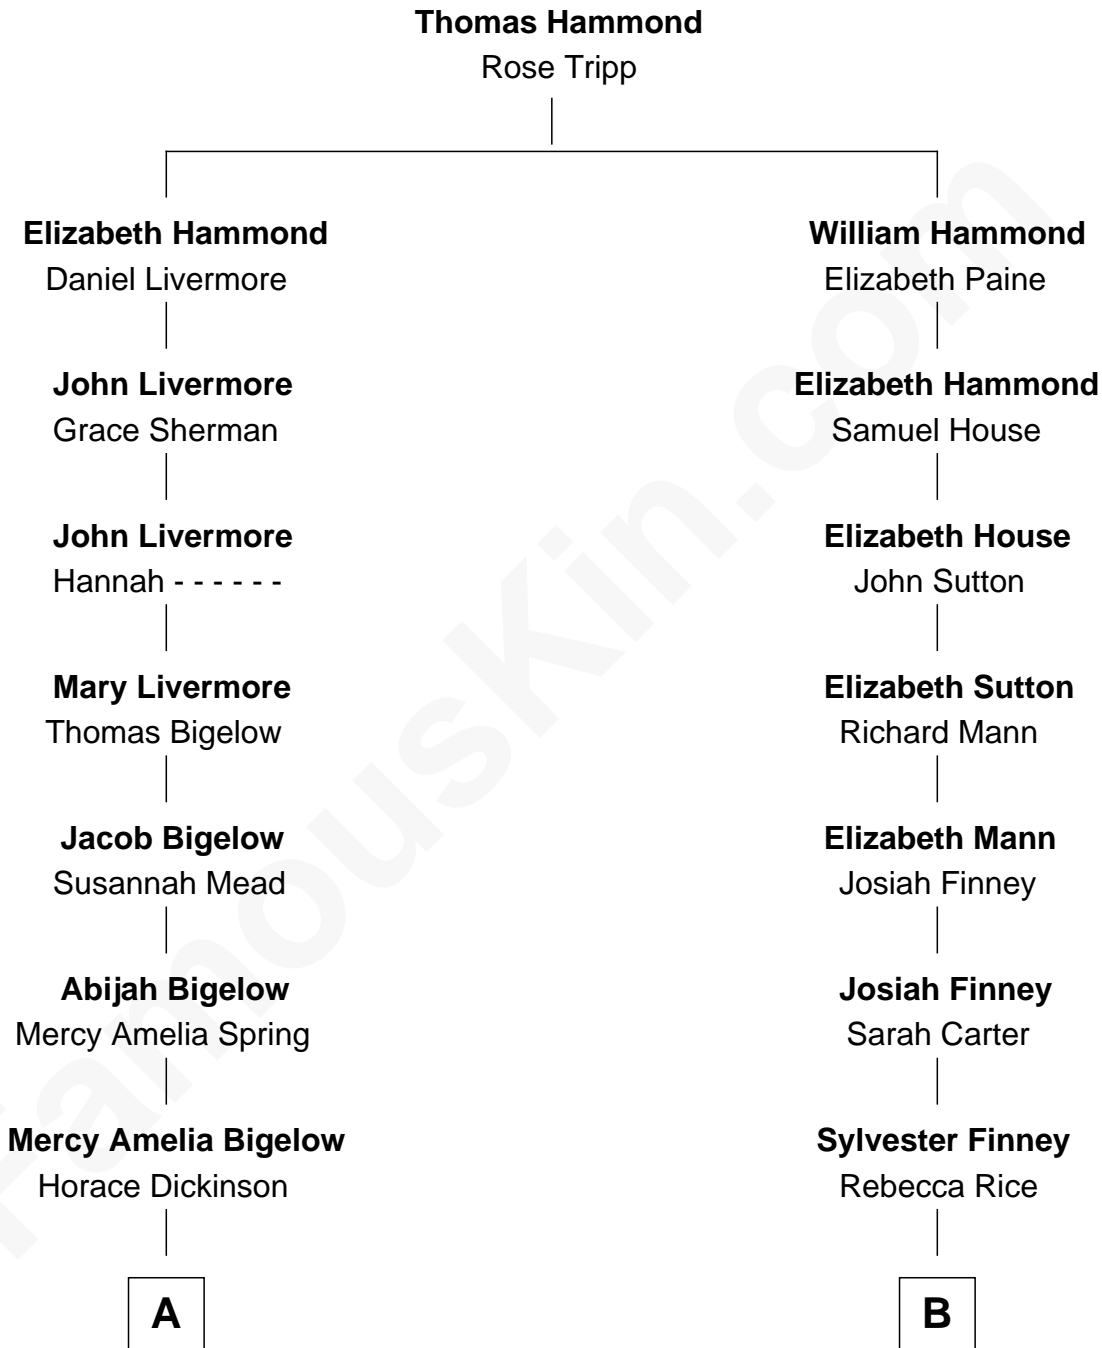 Thomas Hammond
Rose Tripp
Elizabeth Hammond
Daniel Livermore
William Hammond
Elizabeth Paine
John Livermore
Grace Sherman
Elizabeth Hammond
Samuel House
John Livermore
Hannah - - - - - -
Elizabeth House
John Sutton
Mary Livermore
Thomas Bigelow
Elizabeth Sutton
Richard Mann
Jacob Bigelow
Susannah Mead
Elizabeth Mann
Josiah Finney
Abijah Bigelow
Mercy Amelia Spring
Josiah Finney
Sarah Carter
Mercy Amelia Bigelow
Horace Dickinson
Sylvester Finney
Rebecca Rice
A
B
FamousKin.com